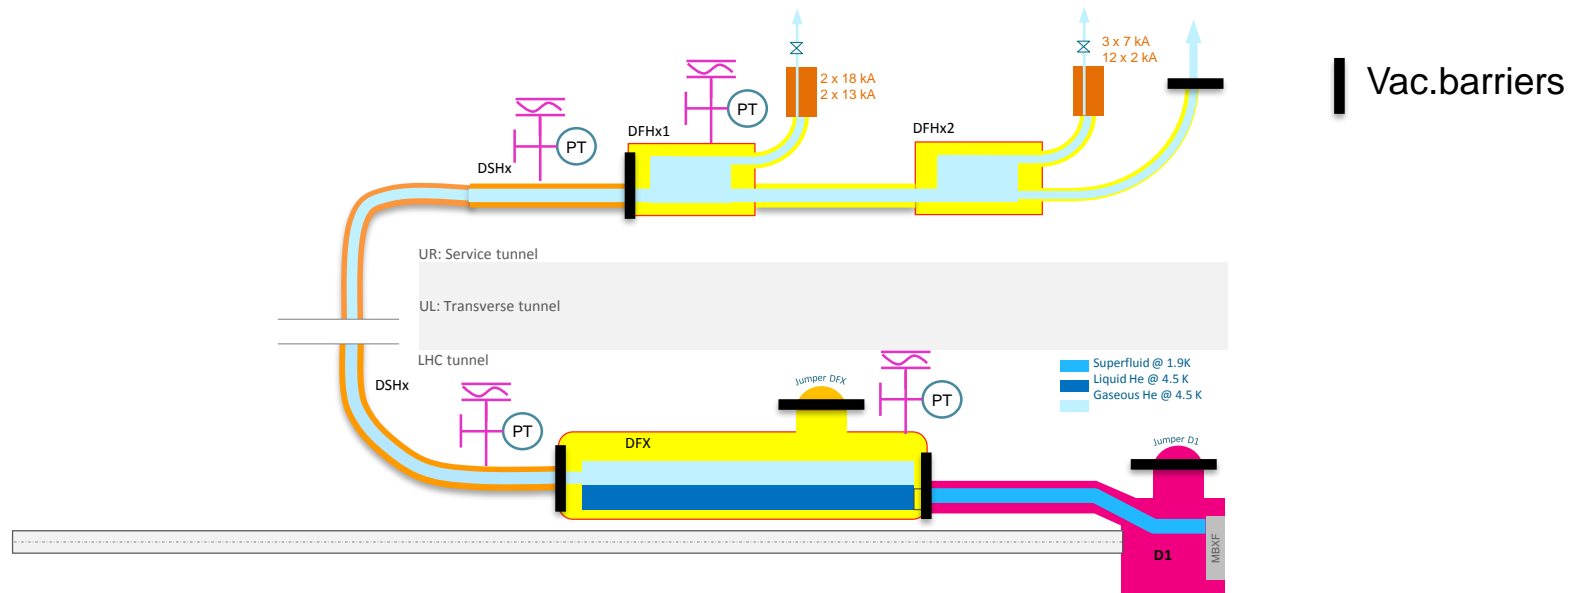 3 x 7 kA
12 x 2 kA
Vac.barriers
2 x 18 kA
2 x 13 kA
PT
DFHx1
DFHx2
PT
DSHx
UR: Service tunnel
UL: Transverse tunnel
LHC tunnel
Superfluid @ 1.9K
Liquid He @ 4.5 K
Gaseous He @ 4.5 K
DSHx
Jumper DFX
PT
PT
DFX
Jumper D1
D1
MBXF